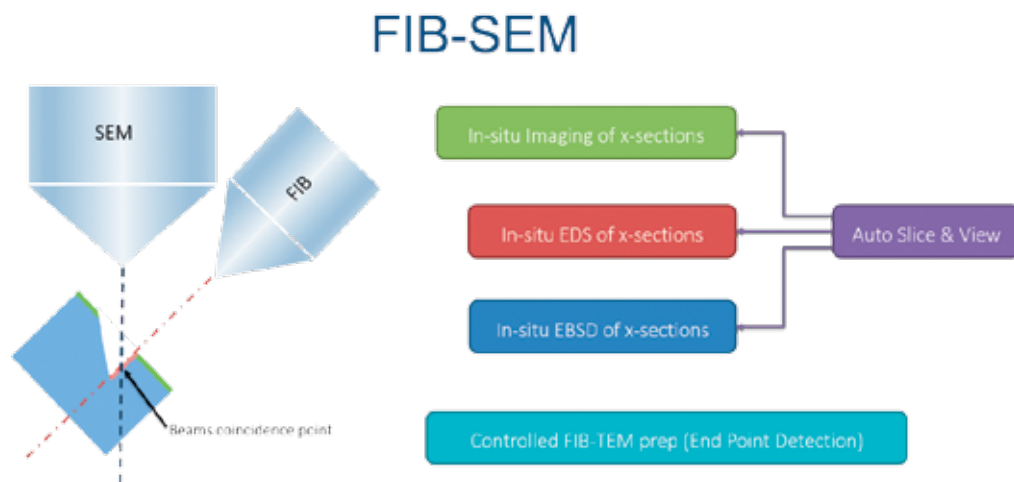 FIB-SEM
SEM
FIB
In-situ Imaging of x-sections
In-situ EDS of x-sections
Auto Slice & View
In-situ EBSD of x-sections
Beams coincidence point
Controlled FIB-TEM prep (End Point Detection)